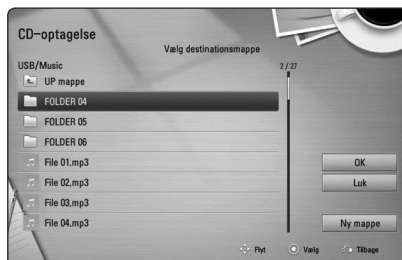 CD-optagelse
Vælg destinationsmappe
USB/Music
2 / 27
UP mappe
FOLDER 04
FOLDER 05
FOLDER 06
File 01.mp3
File 02.mp3
File 03.mp3
File 04.mp3
OK
Luk
Ny mappe
Flyt Vælg Tilbage